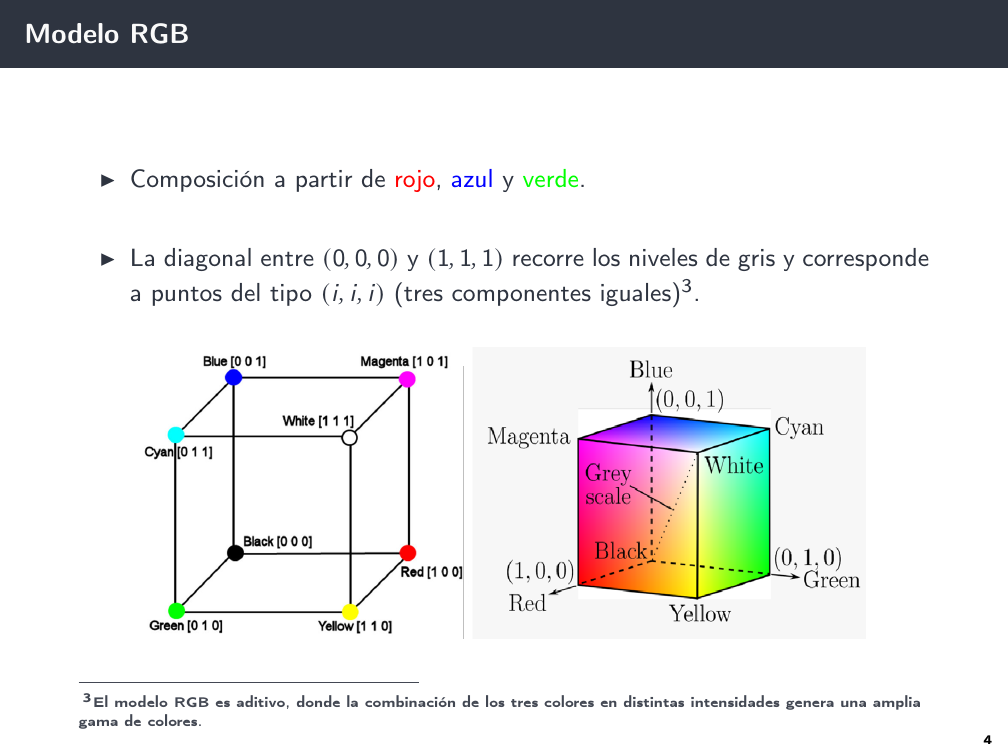 Modelo RGB
▶ Composición a partir de rojo, azul y verde.
▶ La diagonal entre (0, 0, 0) y (1, 1, 1) recorre los niveles de gris y corresponde
a puntos del tipo (i, i, i) (tres componentes iguales)³.
Blue [0 0 1]
Magenta [1 0 1]
White [1 1 1]
Cyan [0 1 1]
Black [0 0 0]
Red [1 0 0]
Green [0 1 0]
Yellow [1 1 0]
Blue
(0, 0, 1)
Magenta
Cyan
White
Grey
scale
Black
(0, 1, 0)
(1, 0, 0)
Green
Red
Yellow
³El modelo RGB es aditivo, donde la combinación de los tres colores en distintas intensidades genera una amplia
gama de colores.
4